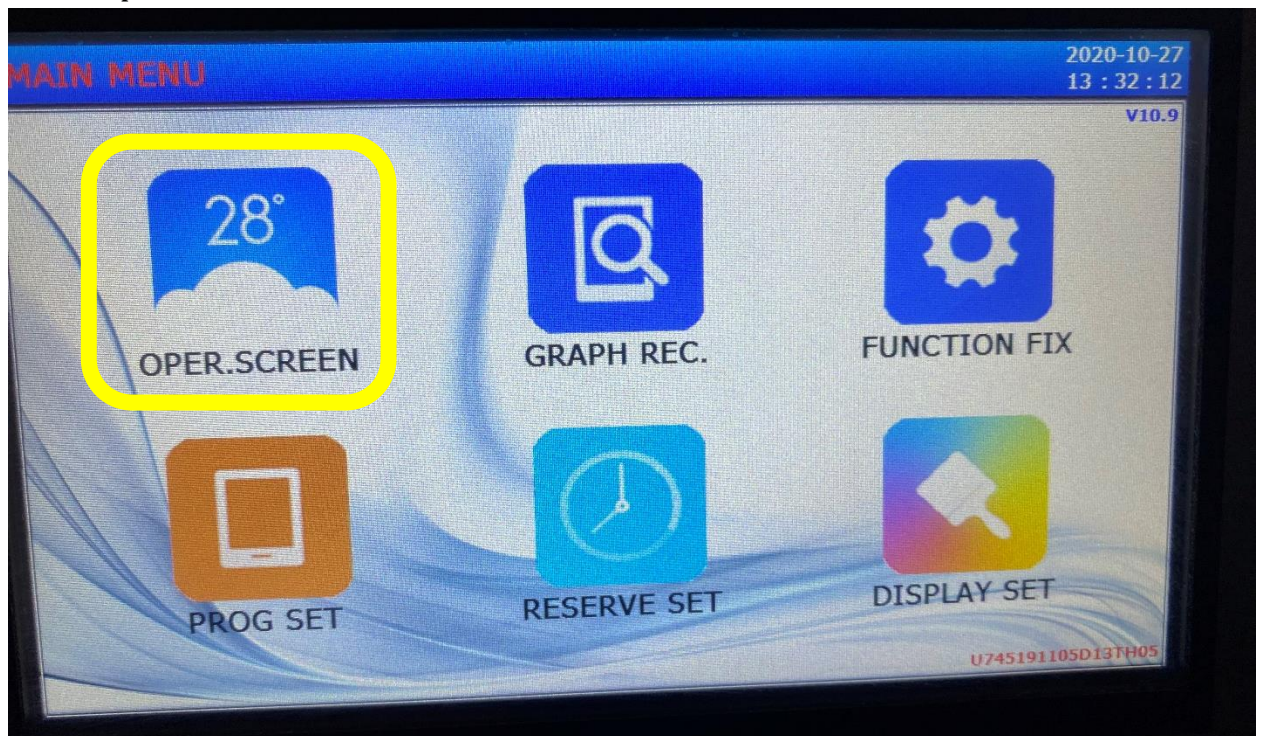 MAIN MENU
2020-10-27
13 : 32 : 12
V10.9
28°
OPER.SCREEN
GRAPH REC.
FUNCTION FIX
PROG SET
RESERVE SET
DISPLAY SET
U745191105D13TH05